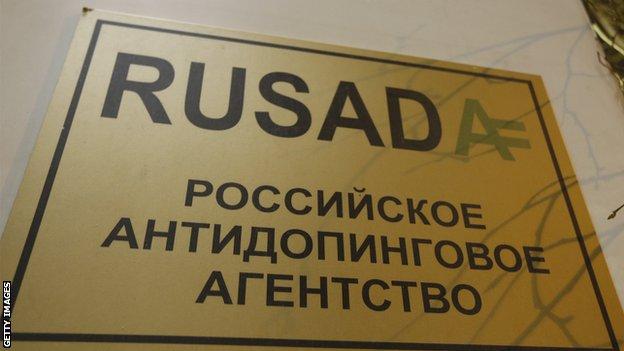 RUSADA
РОССИЙСКОЕ
АНТИДОПИНГОВОЕ
АГЕНТСТВО
GETTY IMAGES